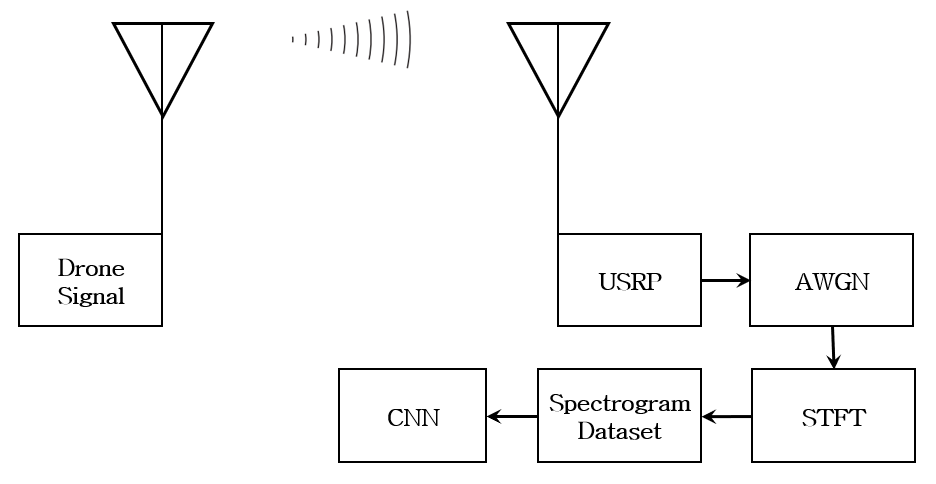 Drone
Signal
USRP
AWGN
CNN
Spectrogram
Dataset
STFT